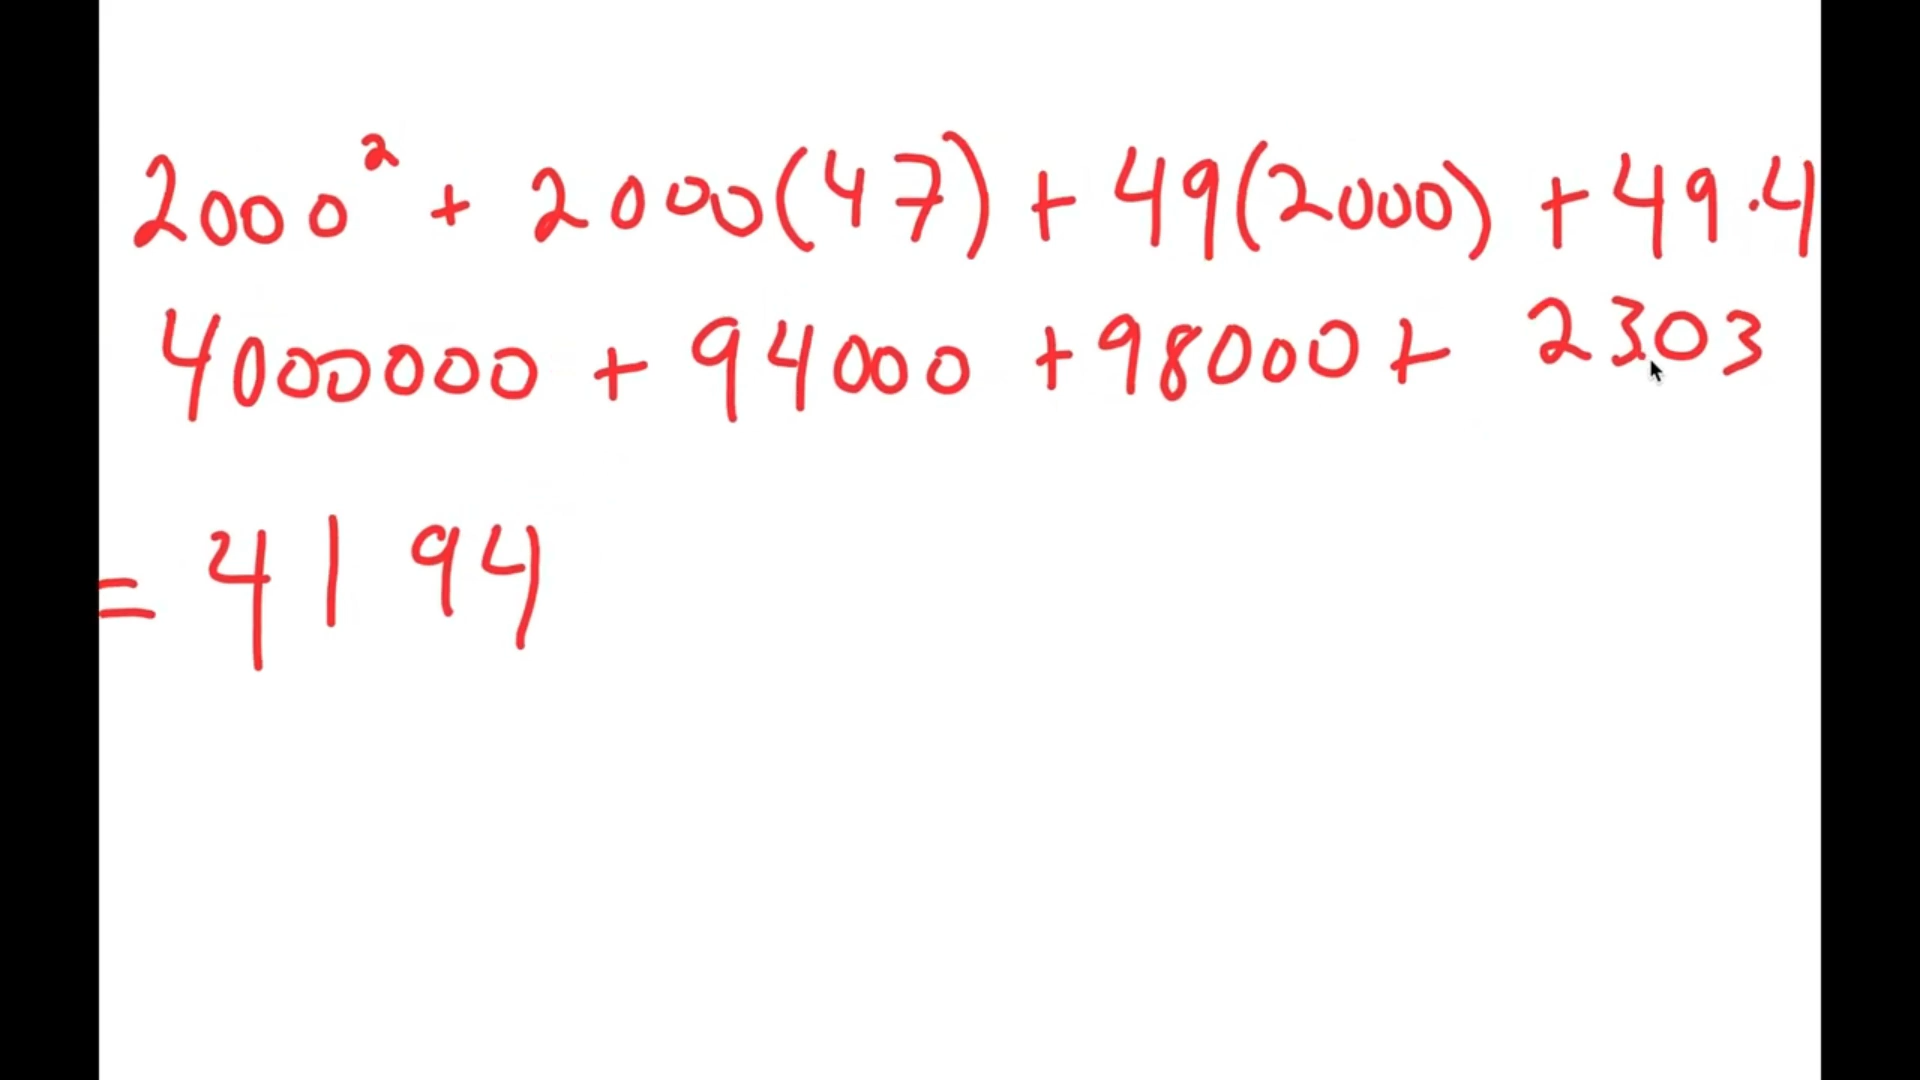 2000² + 2000(47) + 49(2000) + 49.4
4000000 + 94000 + 98000 + 2303
= 4194